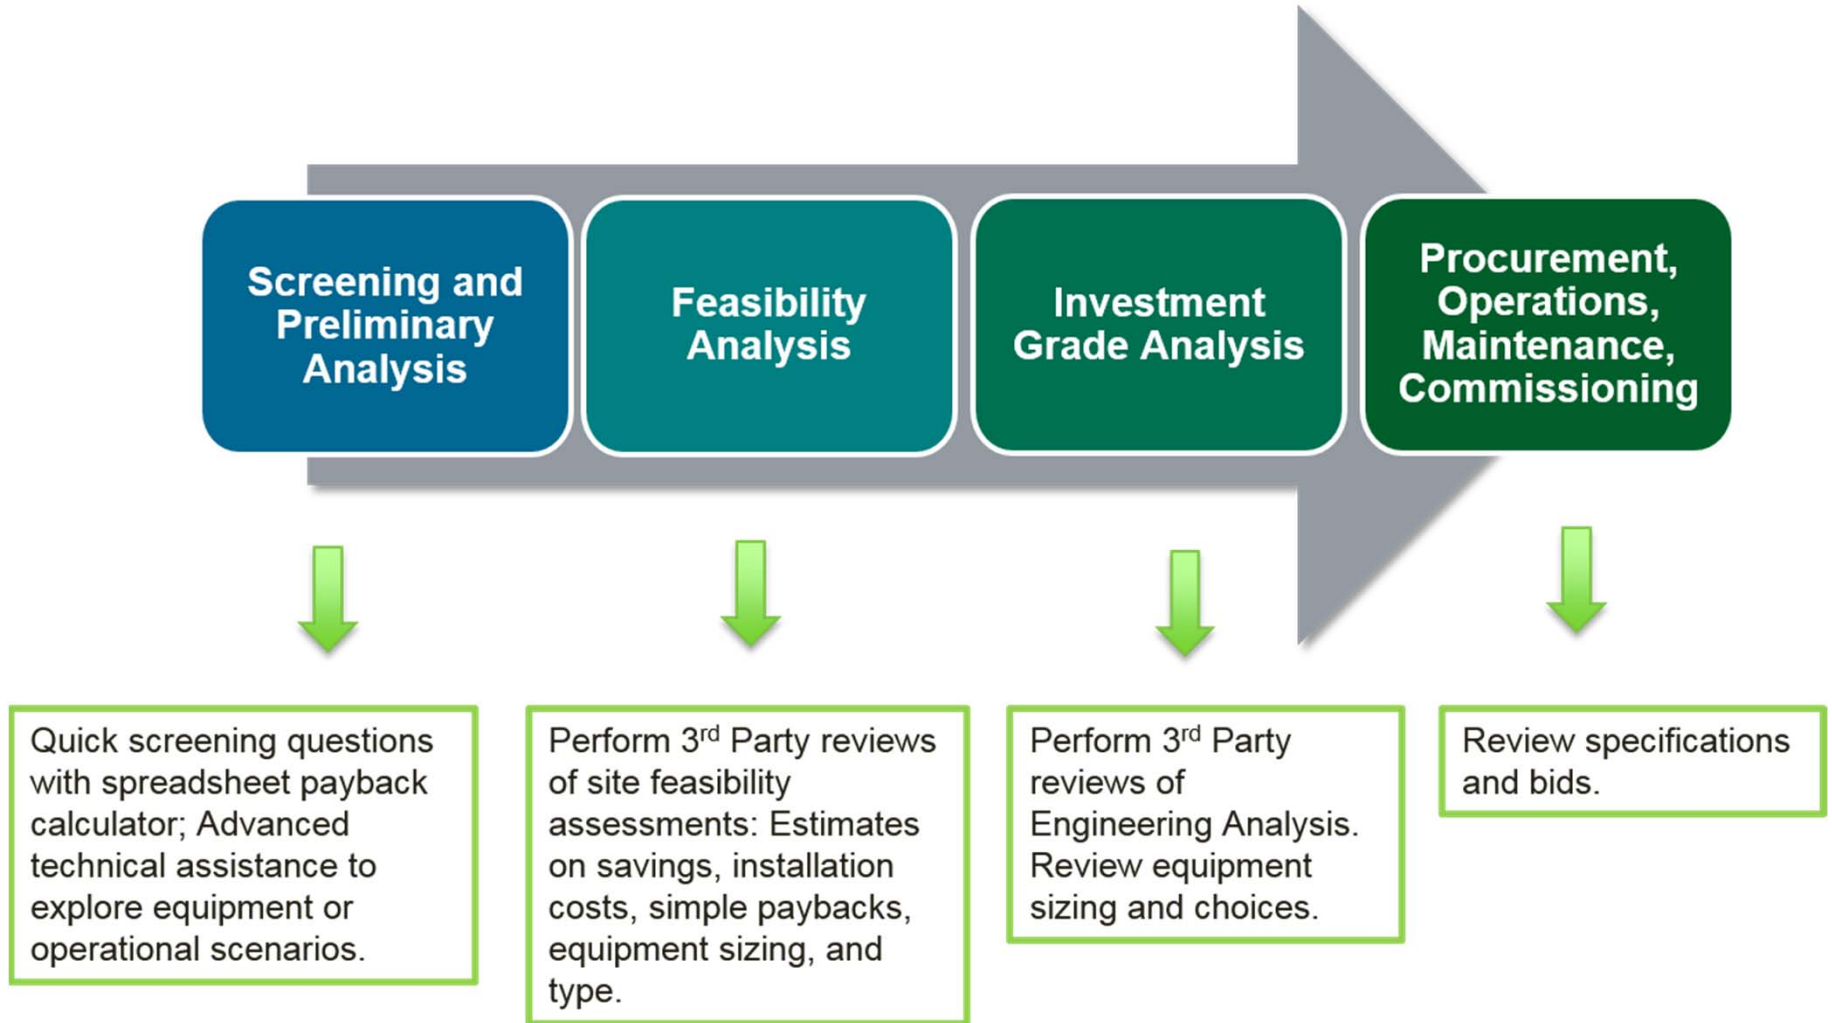 Screening and
Preliminary
Analysis
Feasibility
Analysis
Investment
Grade Analysis
Procurement,
Operations,
Maintenance,
Commissioning
Quick screening questions
with spreadsheet payback
calculator; Advanced
technical assistance to
explore equipment or
operational scenarios.
Perform 3rd Party reviews
of site feasibility
assessments: Estimates
on savings, installation
costs, simple paybacks,
equipment sizing, and
type.
Perform 3rd Party
reviews of
Engineering Analysis.
Review equipment
sizing and choices.
Review specifications
and bids.